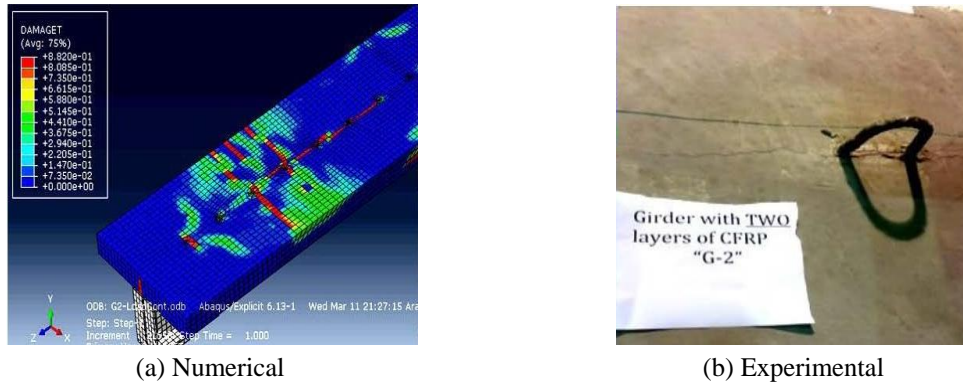 DAMAGET
(Avg: 75%)
+8.820e-01
+8.085e-01
+7.350e-01
+6.615e-01
+5.880e-01
+5.145e-01
+4.410e-01
+3.675e-01
+2.940e-01
+2.205e-01
+1.470e-01
+7.350e-02
+0.000e+00
Y
Z X
ODB: G2-L Cont.odb Abaqus/Explicit 6.13-1 Wed Mar 11 21:27:15 Ara
Step: Step-
Increment Step Time = 1.000
Primary
Girder with TWO
layers of CFRP
"G-2"
(a) Numerical
(b) Experimental